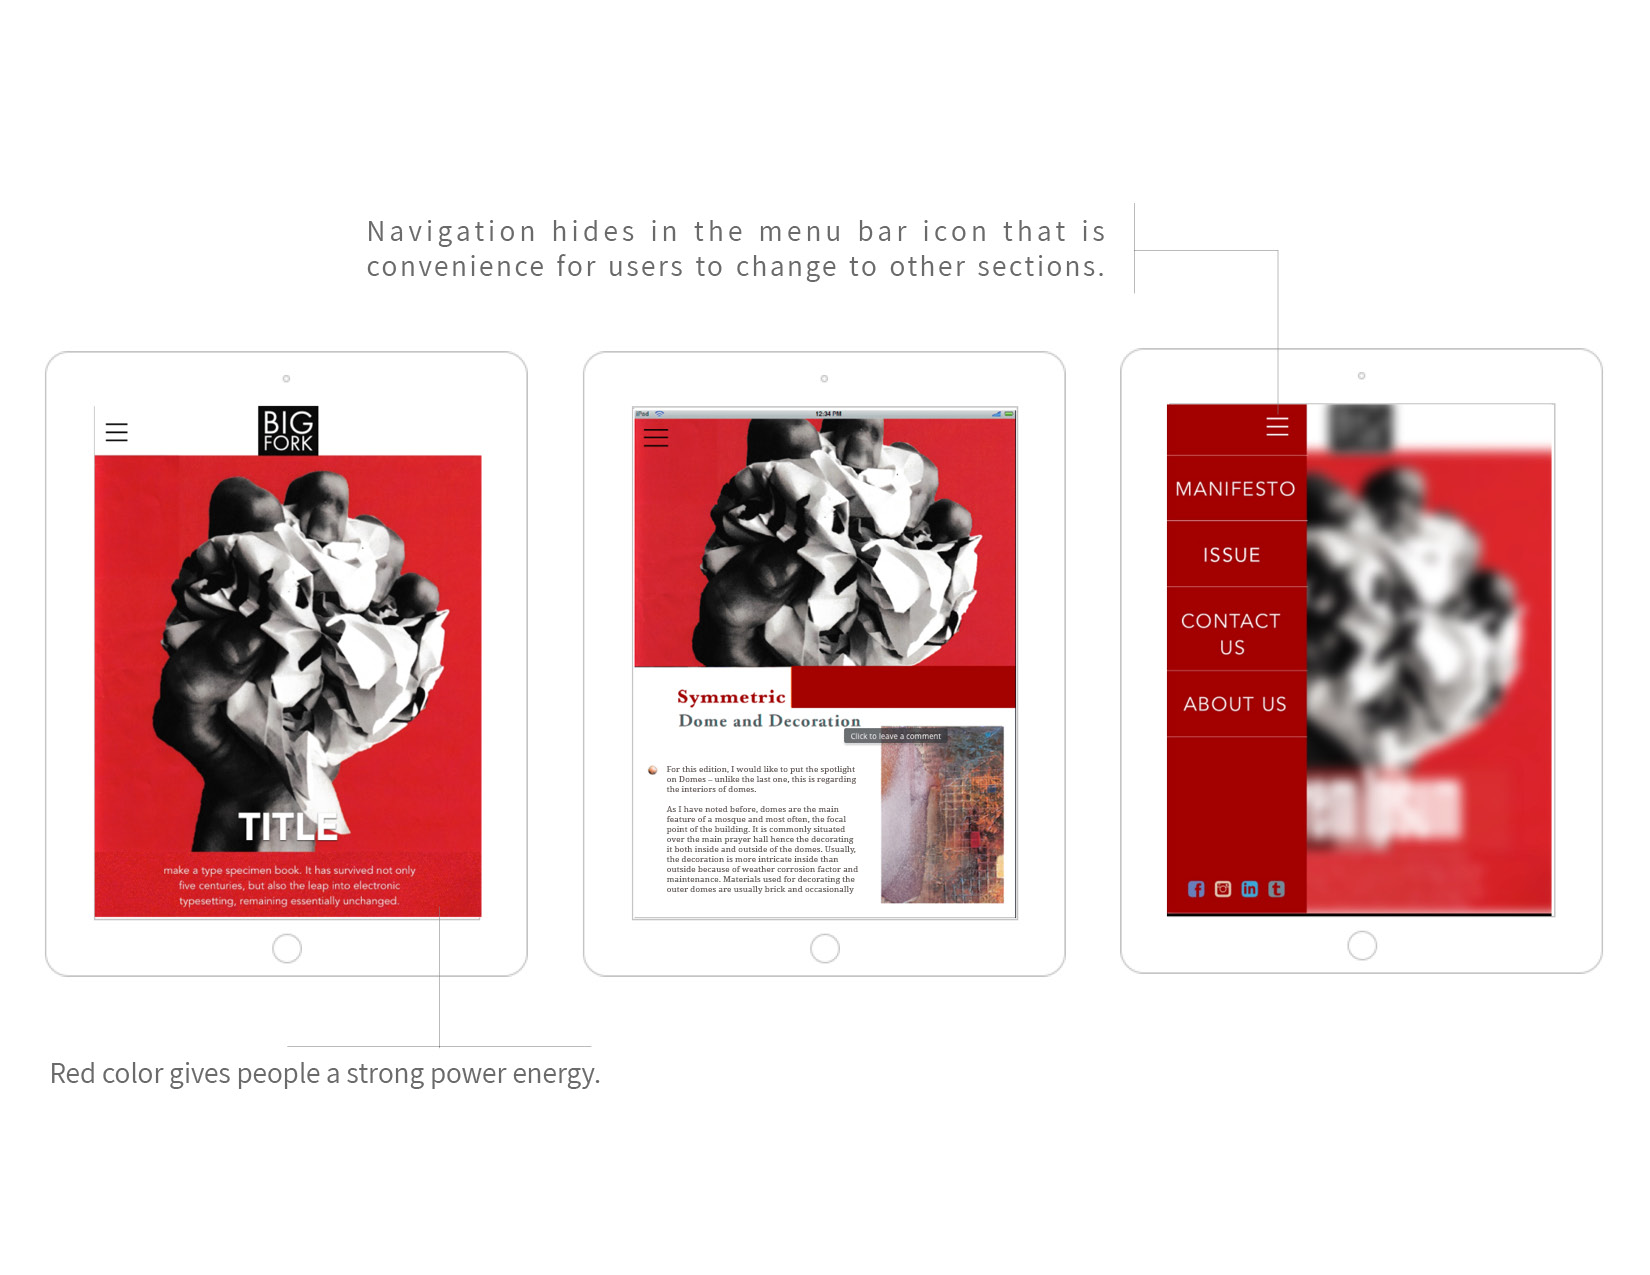 Navigation hides in the menu bar icon that is
convenience for users to change to other sections.
BIG
FORK
TITLE
make a type specimen book. It has survived not only
five centuries, but also the leap into electronic
typesetting, remaining essentially unchanged.
iPod
12:34 PM
Symmetric
Dome and Decoration
Click to leave a comment
For this edition, I would like to put the spotlight
on Domes – unlike the last one, this is regarding
the interiors of domes.
As I have noted before, domes are the main
feature of a mosque and most often, the focal
point of the building. It is commonly situated
over the main prayer hall hence the decorating
it both inside and outside of the domes. Usually,
the decoration is more intricate inside than
outside because of weather corrosion factor and
maintenance. Materials used for decorating the
outer domes are usually brick and occasionally
MANIFESTO
ISSUE
CONTACT
US
ABOUT US
f
in
t
Red color gives people a strong power energy.